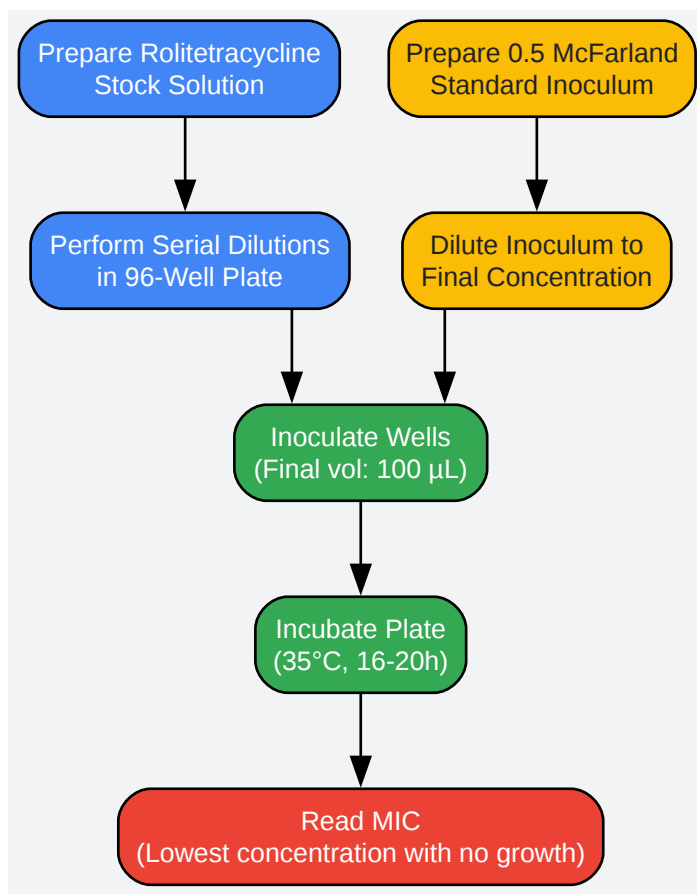 Prepare Rolitetracycline
Stock Solution
Prepare 0.5 McFarland
Standard Inoculum
Perform Serial Dilutions
in 96-Well Plate
Dilute Inoculum to
Final Concentration
Inoculate Wells
(Final vol: 100 µL)
Incubate Plate
(35°C, 16-20h)
Read MIC
(Lowest concentration with no growth)